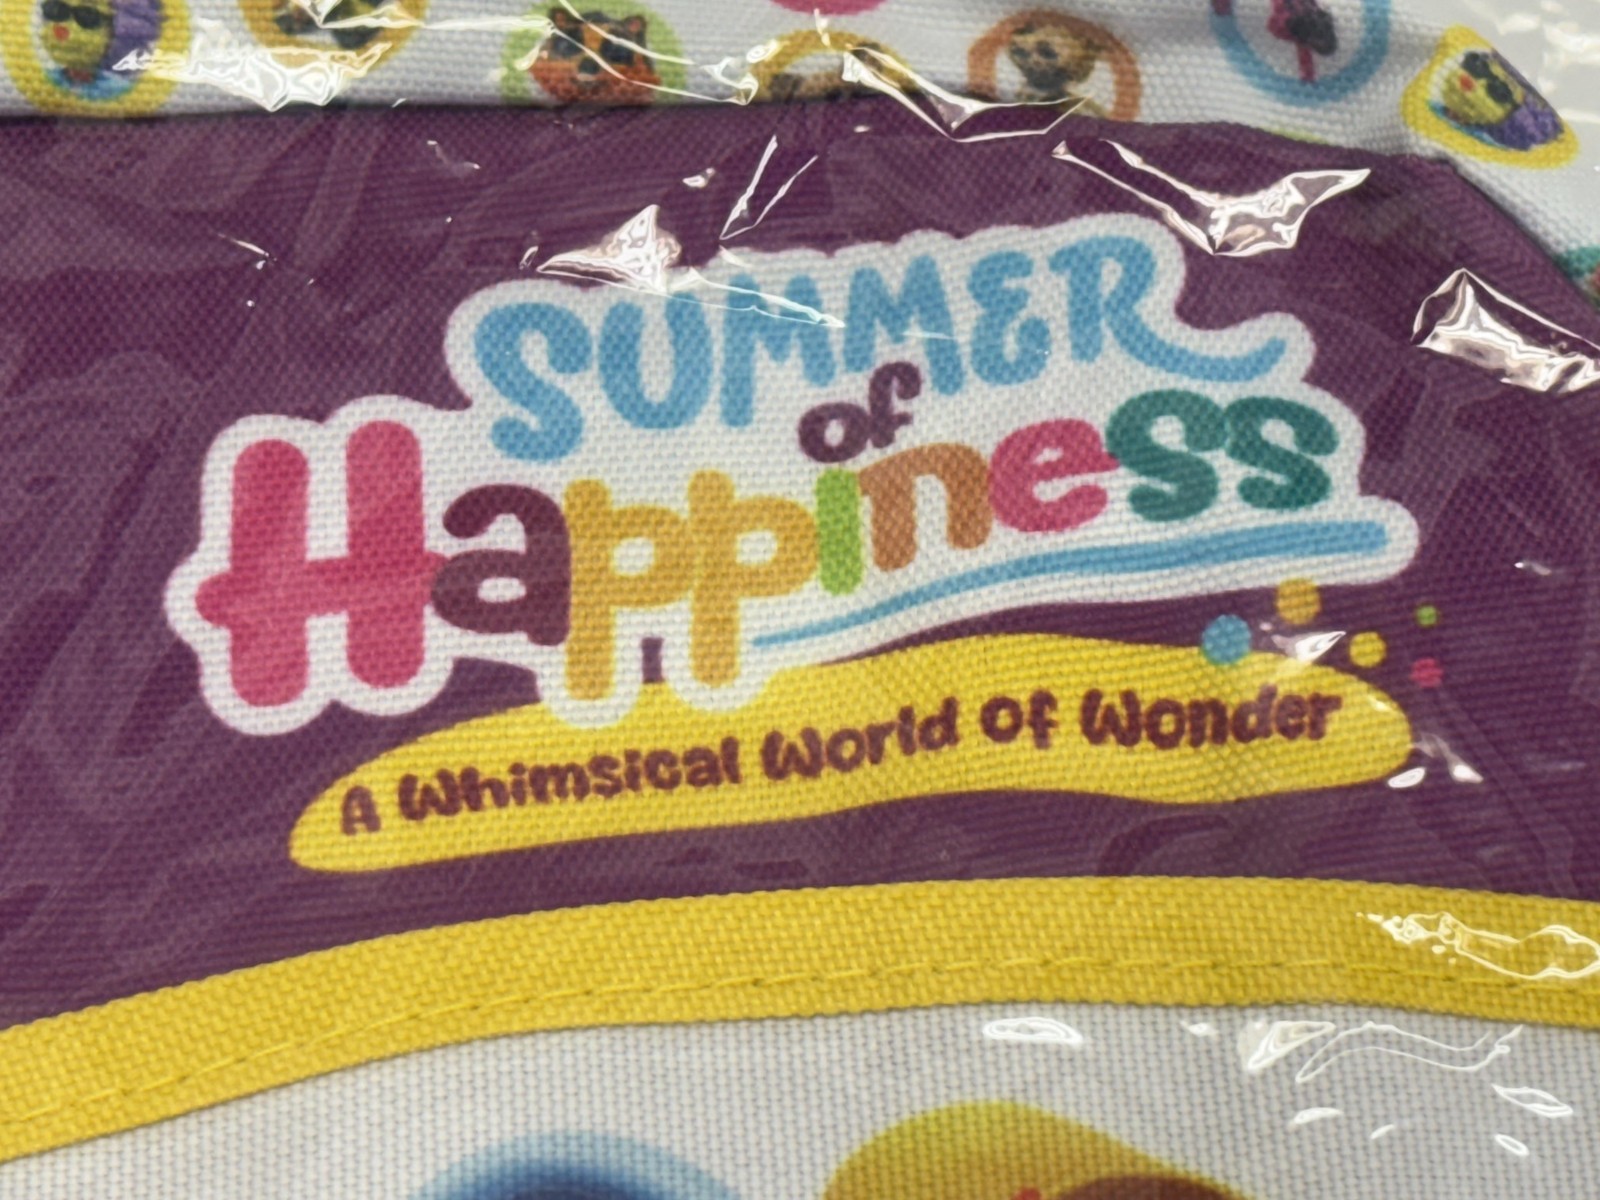 SUMMER
of
Happiness
A Whimsical World Of Wonder